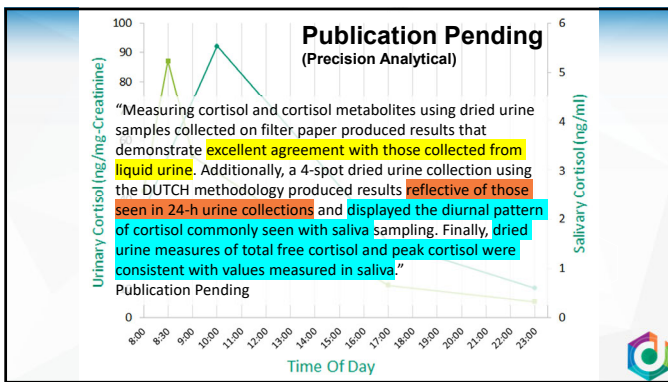 Publication Pending
(Precision Analytical)
100
90
80
0
Urinary Cortisol (ng/mg-Creatinine)
6
5
4
3
2
1
0
Salivary Cortisol (ng/ml)
“Measuring cortisol and cortisol metabolites using dried urine
samples collected on filter paper produced results that
demonstrate excellent agreement with those collected from
liquid urine. Additionally, a 4-spot dried urine collection using
the DUTCH methodology produced results reflective of those
seen in 24-h urine collections and displayed the diurnal pattern
of cortisol commonly seen with saliva sampling. Finally, dried
urine measures of total free cortisol and peak cortisol were
consistent with values measured in saliva.”
Publication Pending
8:00 8:30 10:00 11:00 12:00 13:00 14:00 15:00 16:00 17:00 18:00 19:00 20:00 21:00 22:00 23:00
Time Of Day